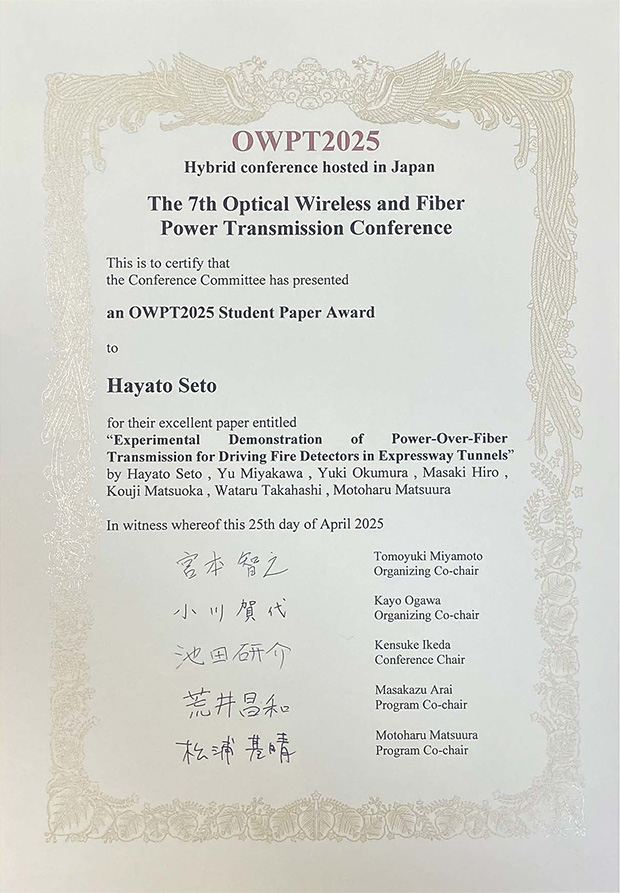 OWPT2025
Hybrid conference hosted in Japan
The 7th Optical Wireless and Fiber
Power Transmission Conference
This is to certify that
the Conference Committee has presented
an OWPT2025 Student Paper Award
to
Hayato Seto
for their excellent paper entitled
“Experimental Demonstration of Power-Over-Fiber
Transmission for Driving Fire Detectors in Expressway Tunnels”
by Hayato Seto , Yu Miyakawa , Yuki Okumura , Masaki Hiro ,
Kouji Matsuoka , Wataru Takahashi , Motoharu Matsuura
In witness whereof this 25th day of April 2025
宮本 智之 Tomoyuki Miyamoto
Organizing Co-chair
小川 賀代 Kayo Ogawa
Organizing Co-chair
池田研介 Kensuke Ikeda
Conference Chair
荒井昌和 Masakazu Arai
Program Co-chair
松浦 基晴 Motoharu Matsuura
Program Co-chair